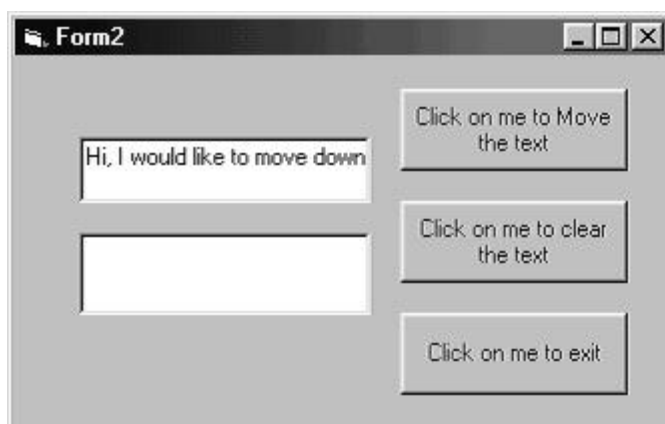 Form2
Hi, I would like to move down
Click on me to Move
the text
Click on me to clear
the text
Click on me to exit